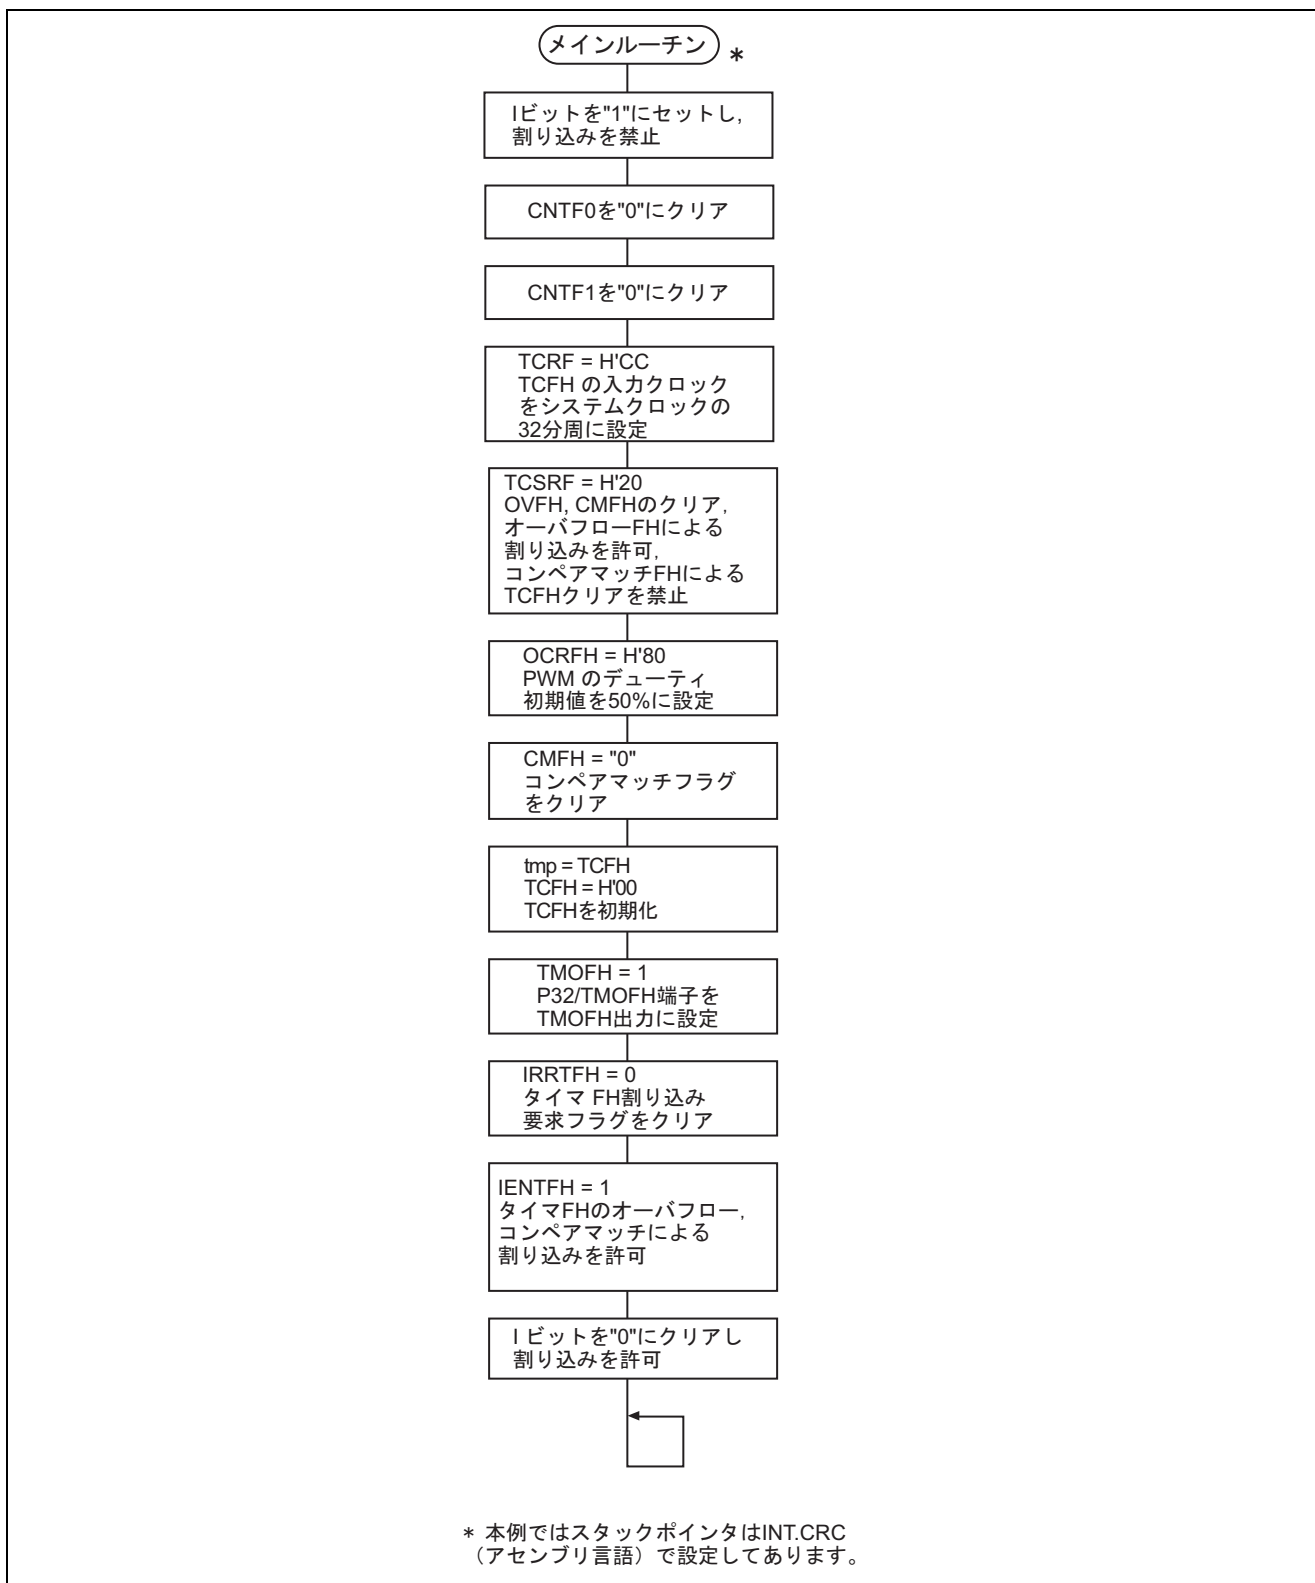 メインルーチン *
Iビットを"1"にセットし,
割り込みを禁止
CNTF0を"0"にクリア
CNTF1を"0"にクリア
TCRF = H'CC
TCFH の入力クロック
をシステムクロックの
32分周に設定
TCSRF = H'20
OVFH, CMFHのクリア,
オーバフローFHによる
割り込みを許可,
コンペアマッチFHによる
TCFHクリアを禁止
OCRFH = H'80
PWM のデューティ
初期値を50%に設定
CMFH = "0"
コンペアマッチフラグ
をクリア
tmp = TCFH
TCFH = H'00
TCFHを初期化
TMOFH = 1
P32/TMOFH端子を
TMOFH出力に設定
IRRTFH = 0
タイマ FH割り込み
要求フラグをクリア
IENTFH = 1
タイマFHのオーバフロー,
コンペアマッチによる
割り込みを許可
I ビットを"0"にクリアし
割り込みを許可
* 本例ではスタックポインタはINT.CRC
（アセンブリ言語）で設定してあります。